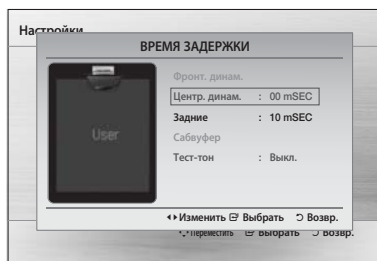 Настройки
ВРЕМЯ ЗАДЕРЖКИ
User
Фронт. динам.
Центр. динам. : 00 mSEC
Задние : 10 mSEC
Сабвуфер
Тест-тон : Выкл.
Изменить Выбрать Возвр.
Переместить Выбрать Возвр.